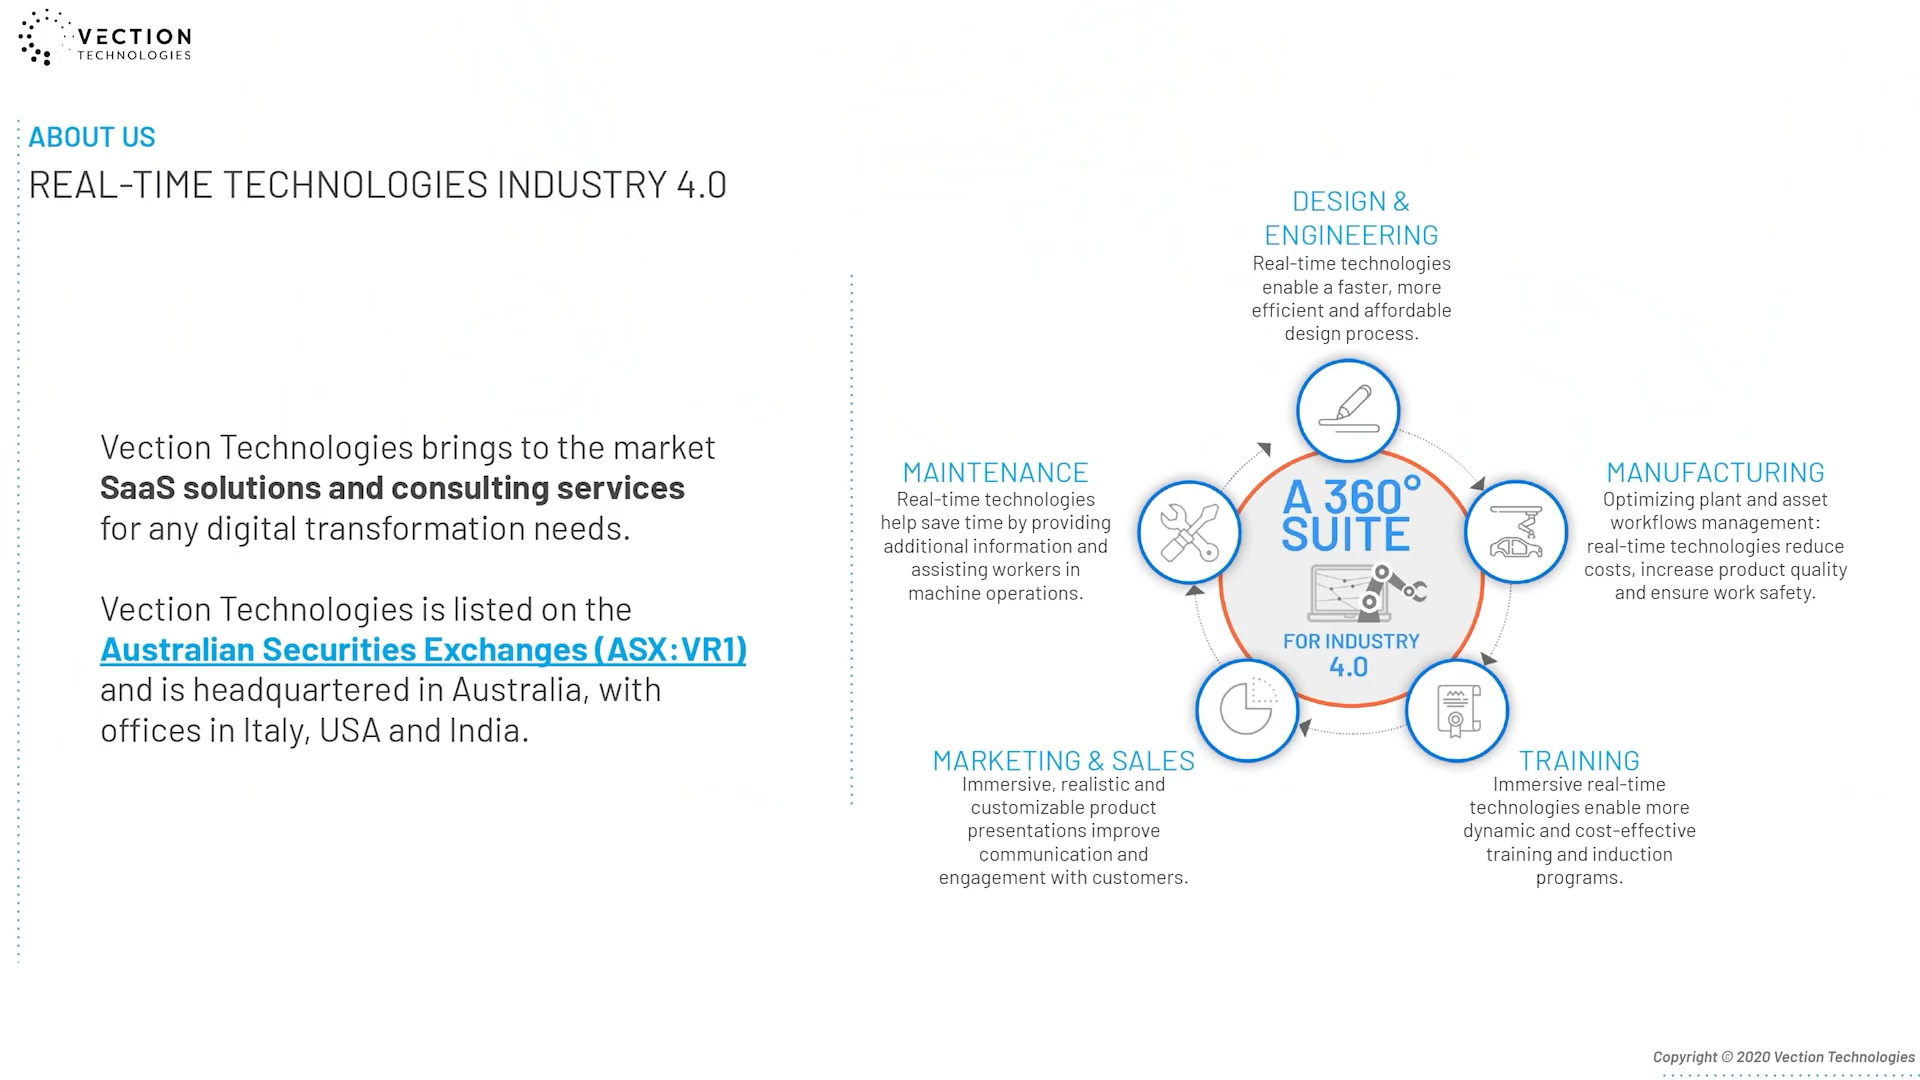 VECTION
TECHNOLOGIES
ABOUT US
REAL-TIME TECHNOLOGIES INDUSTRY 4.0
Vection Technologies brings to the market
SaaS solutions and consulting services
for any digital transformation needs.
Vection Technologies is listed on the
Australian Securities Exchanges (ASX:VR1)
and is headquartered in Australia, with
offices in Italy, USA and India.
DESIGN &
ENGINEERING
Real-time technologies
enable a faster, more
efficient and affordable
design process.
MAINTENANCE
Real-time technologies
help save time by providing
additional information and
assisting workers in
machine operations.
A 360°
SUITE
FOR INDUSTRY
4.0
MANUFACTURING
Optimizing plant and asset
workflows management:
real-time technologies reduce
costs, increase product quality
and ensure work safety.
MARKETING & SALES
Immersive, realistic and
customizable product
presentations improve
communication and
engagement with customers.
TRAINING
Immersive real-time
technologies enable more
dynamic and cost-effective
training and induction
programs.
Copyright © 2020 Vection Technologies